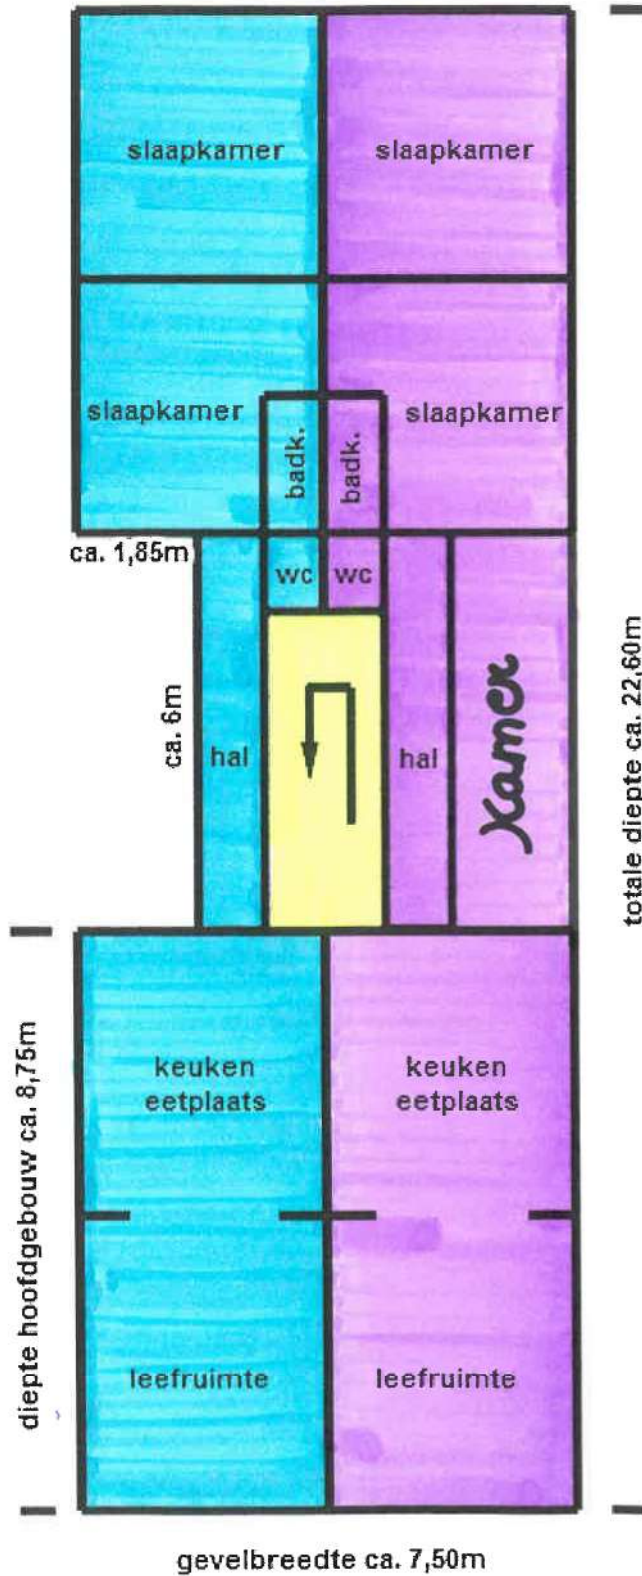 slaapkamer slaapkamer
slaapkamer slaapkamer
badk. badk.
ca. 1,85m
wc wc
ca. 6m
hal hal
Kamer
totale diepte ca. 22,60m
keuken keuken
eetplaats eetplaats
diepte hoofdgebouw ca. 8,75m
leefruimte leefruimte
gevelbreedte ca. 7,50m